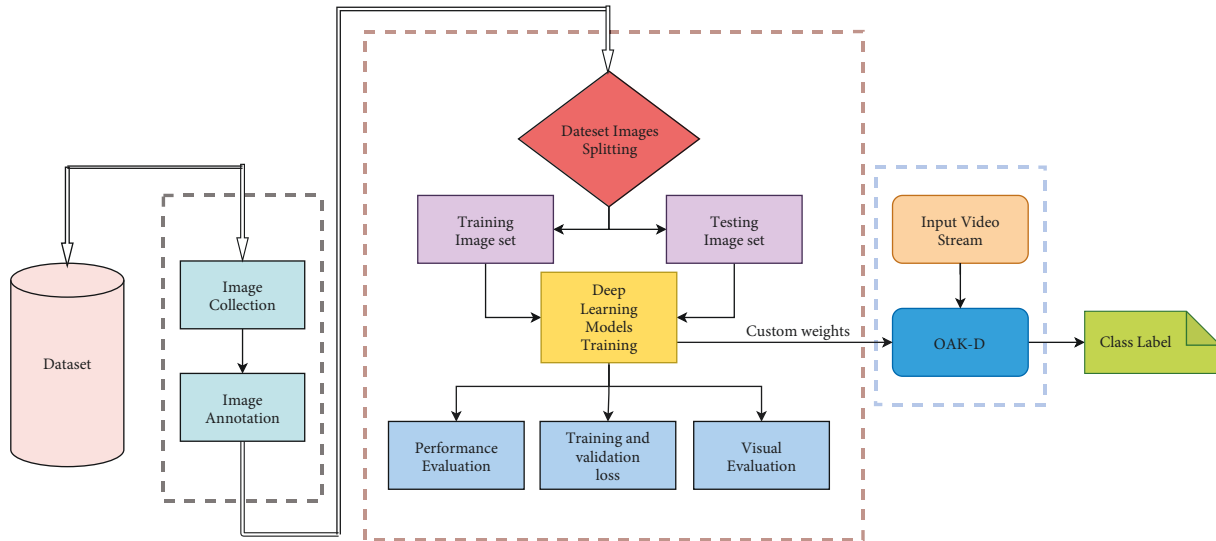 Dataset
Image
Collection
Image
Annotation
Dateset Images
Splitting
Training
Image set
Testing
Image set
Deep
Learning
Models
Training
Custom weights
Performance
Evaluation
Training and
validation
loss
Visual
Evaluation
Input Video
Stream
OAK-D
Class Label